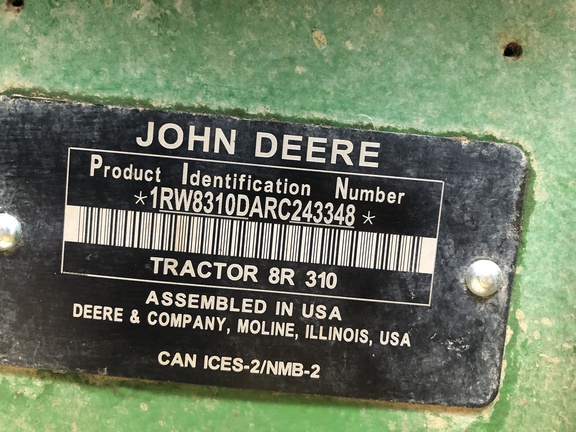 JOHN DEERE
Product Identification Number
*1RW8310DARC243348*
TRACTOR 8R 310
ASSEMBLED IN USA
DEERE & COMPANY, MOLINE, ILLINOIS, USA
CAN ICES-2/NMB-2